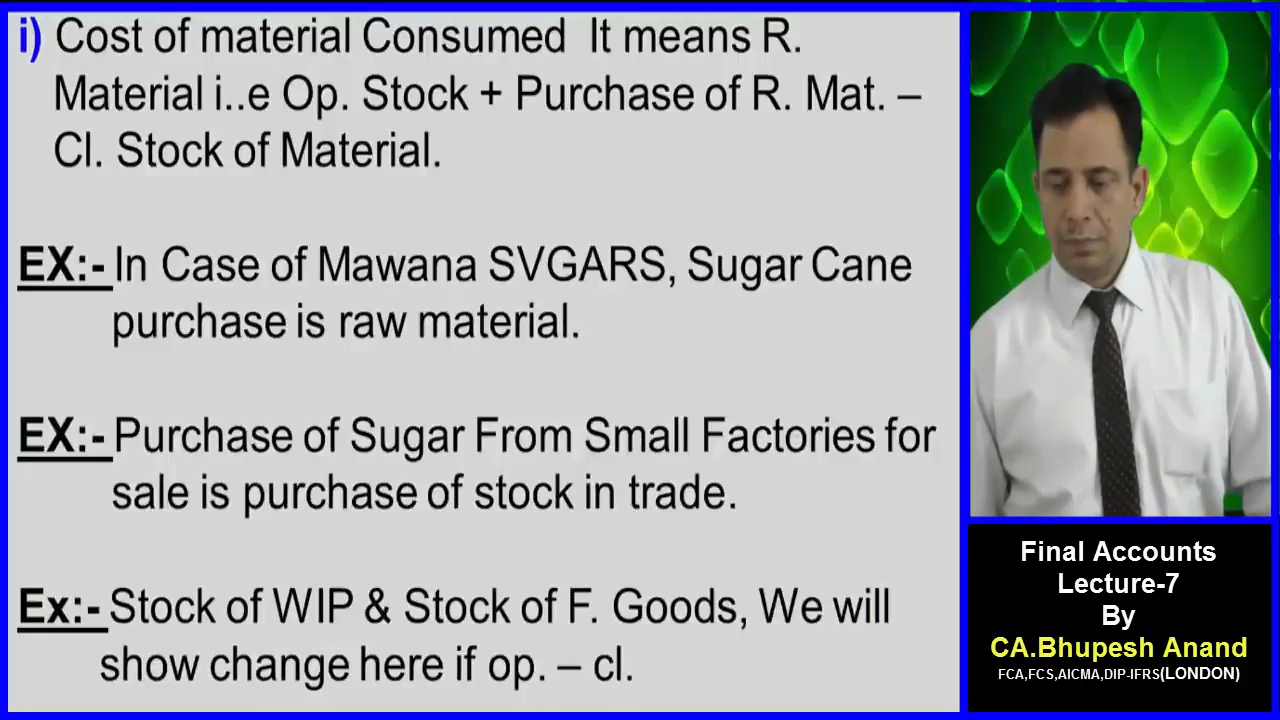 i) Cost of material Consumed It means R.
Material i..e Op. Stock + Purchase of R. Mat. –
Cl. Stock of Material.
EX:- In Case of Mawana SVGARS, Sugar Cane
purchase is raw material.
EX:- Purchase of Sugar From Small Factories for
sale is purchase of stock in trade.
Ex:- Stock of WIP & Stock of F. Goods, We will
show change here if op. – cl.
Final Accounts
Lecture-7
By
CA.Bhupesh Anand
FCA,FCS,AICMA,DIP-IFRS(LONDON)